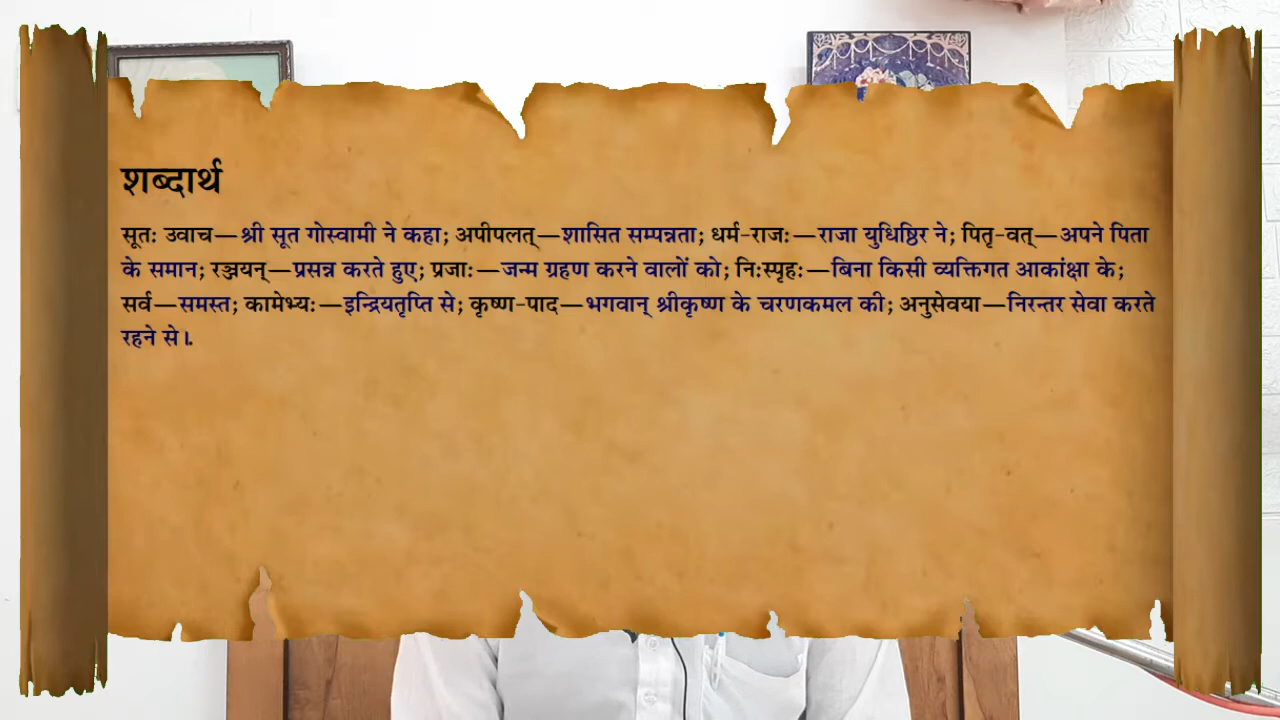 शब्दार्थ
सूतः उवाच—श्री सूत गोस्वामी ने कहा; अपीपलत्—शासित सम्पन्नता; धर्म-राजः—राजा युधिष्ठिर ने; पितृ-वत्—अपने पिता
के समान; रञ्जयन्—प्रसन्न करते हुए; प्रजाः—जन्म ग्रहण करने वालों को; निःस्पृहः—बिना किसी व्यक्तिगत आकांक्षा के;
सर्व—समस्त; कामेभ्यः—इन्द्रियतृप्ति से; कृष्ण-पाद—भगवान् श्रीकृष्ण के चरणकमल की; अनुसेवया—निरन्तर सेवा करते
रहने से।.